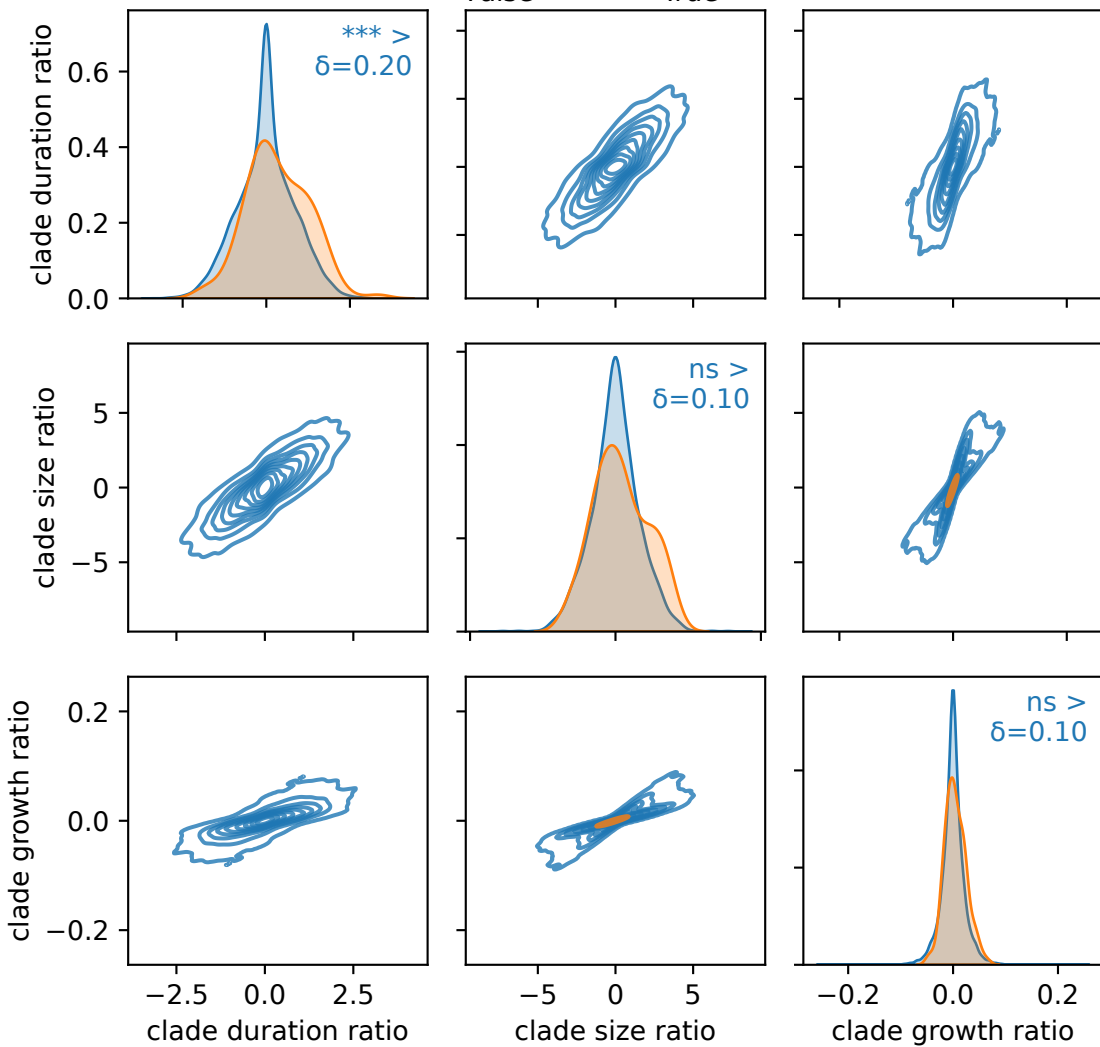 clade duration ratio
0.6
0.4
0.2
0.0
*** >
δ=0.20
clade size ratio
5
0
−5
ns >
δ=0.10
clade growth ratio
0.2
0.0
−0.2
ns >
δ=0.10
−2.5 0.0 2.5
−5 0 5
−0.2 0.0 0.2
clade duration ratio
clade size ratio
clade growth ratio